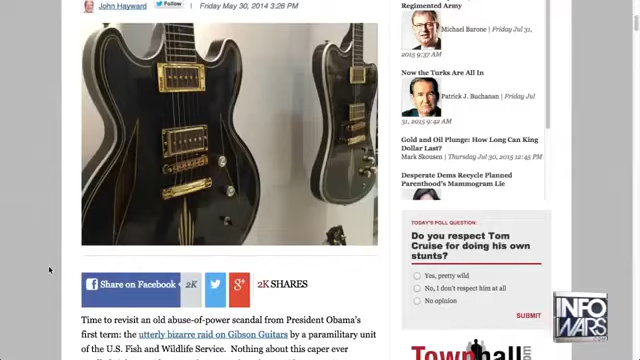 John Hayward
Follow
Friday May 30, 2014 3:26 PM
Regimented Army
Michael Barone | Friday Jul 31, 2015 9:37 AM
Now the Turks Are All In
Patrick J. Buchanan | Friday Jul 31, 2015 9:42 AM
Gold and Oil Plunge: How Long Can King
Dollar Last?
Mark Skousen | Thursday Jul 30, 2015 12:45 PM
Desperate Dems Recycle Planned
Parenthood's Mammogram Lie
TODAY'S POLL QUESTION:
Do you respect Tom
Cruise for doing his own
stunts?
Yes, pretty wild
No, I don't respect him at all
No opinion
SUBMIT
Share on Facebook
2K
2K SHARES
Time to revisit an old abuse-of-power scandal from President Obama's
first term: the utterly bizarre raid on Gibson Guitars by a paramilitary unit
of the U.S. Fish and Wildlife Service. Nothing about this caper ever
Townhall.com
INFO
WARS.com